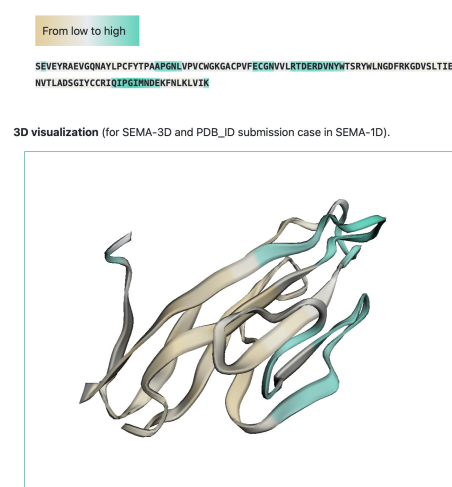 From low to high
SEVEYRAEVGQNAYLPCFYTPAAPGNLVPVCWGKGACPVFECGNVVLRTDERDVNYWTSRYWLNGDFRKGDVSLTIE
NVTLADSGIYCCRIQIPGIMNDEKFNLKLVIK
3D visualization (for SEMA-3D and PDB_ID submission case in SEMA-1D).